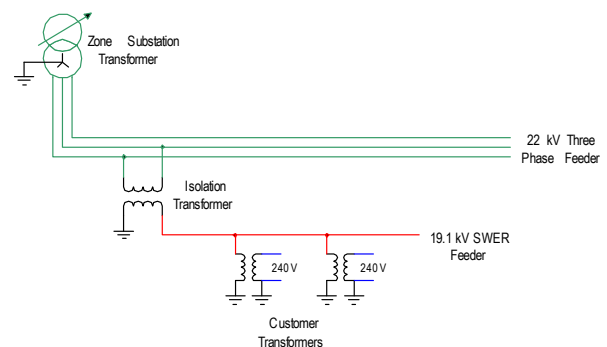 Zone Substation
Transformer
22 kV Three
Phase Feeder
Isolation
Transformer
19.1 kV SWER
Feeder
240 V
240 V
Customer
Transformers